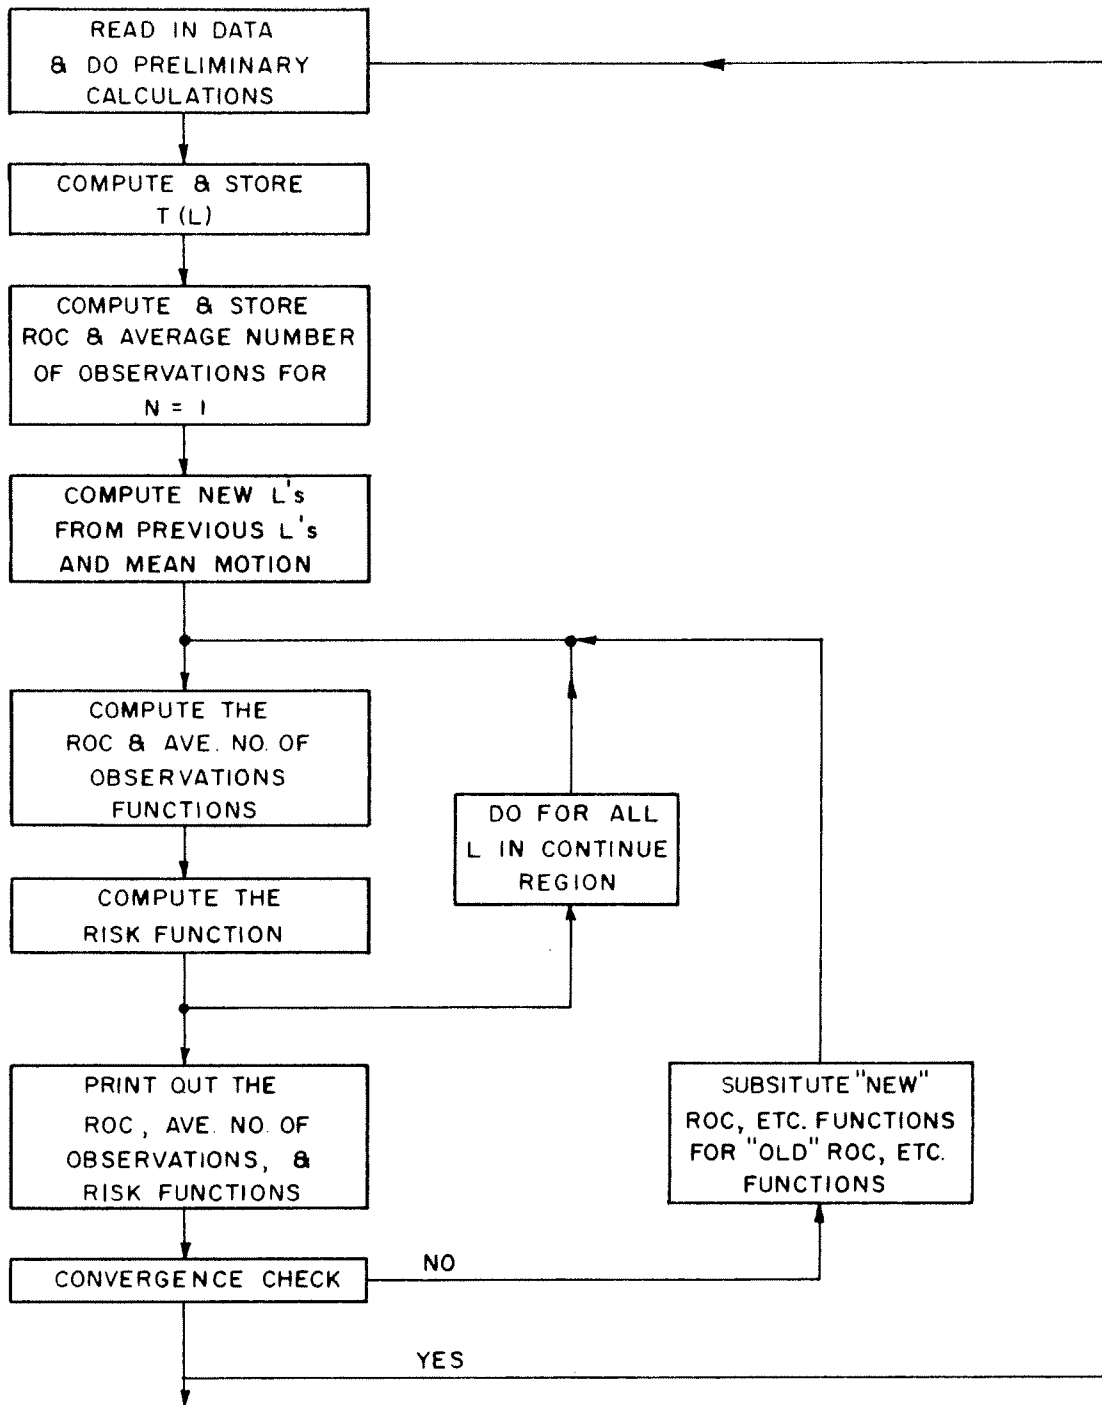 READ IN DATA
& DO PRELIMINARY
CALCULATIONS
COMPUTE & STORE
T (L)
COMPUTE & STORE
ROC & AVERAGE NUMBER
OF OBSERVATIONS FOR
N = 1
COMPUTE NEW L's
FROM PREVIOUS L's
AND MEAN MOTION
COMPUTE THE
ROC & AVE. NO. OF
OBSERVATIONS
FUNCTIONS
DO FOR ALL
L IN CONTINUE
REGION
COMPUTE THE
RISK FUNCTION
PRINT OUT THE
ROC, AVE. NO. OF
OBSERVATIONS, &
RISK FUNCTIONS
SUBSITUTE "NEW"
ROC, ETC. FUNCTIONS
FOR "OLD" ROC, ETC.
FUNCTIONS
CONVERGENCE CHECK
NO
YES